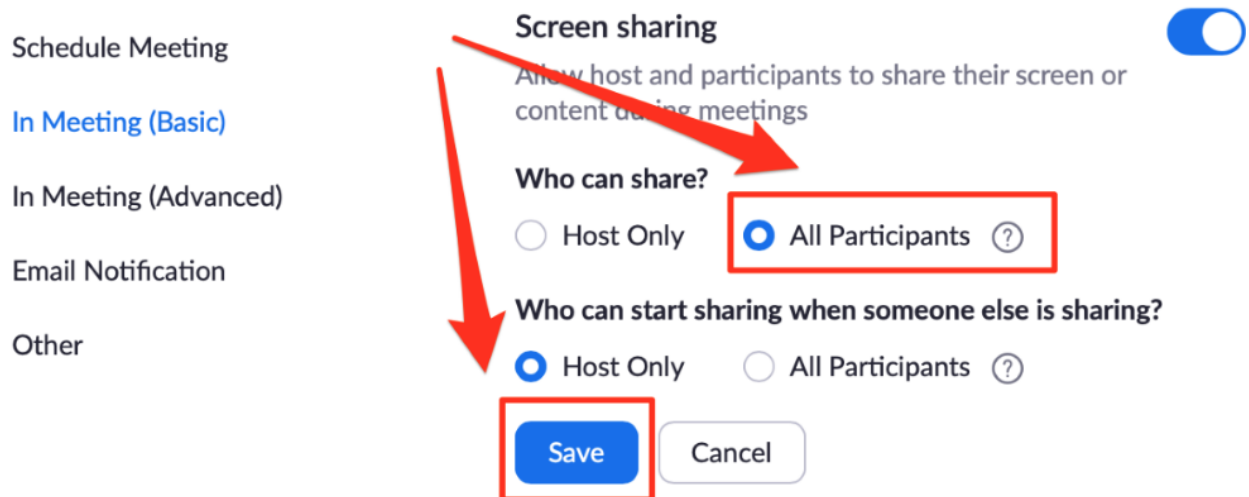 Schedule Meeting
In Meeting (Basic)
In Meeting (Advanced)
Email Notification
Other
Screen sharing
Allow host and participants to share their screen or
content during meetings
Who can share?
Host Only All Participants ?
Who can start sharing when someone else is sharing?
Host Only All Participants ?
Save Cancel